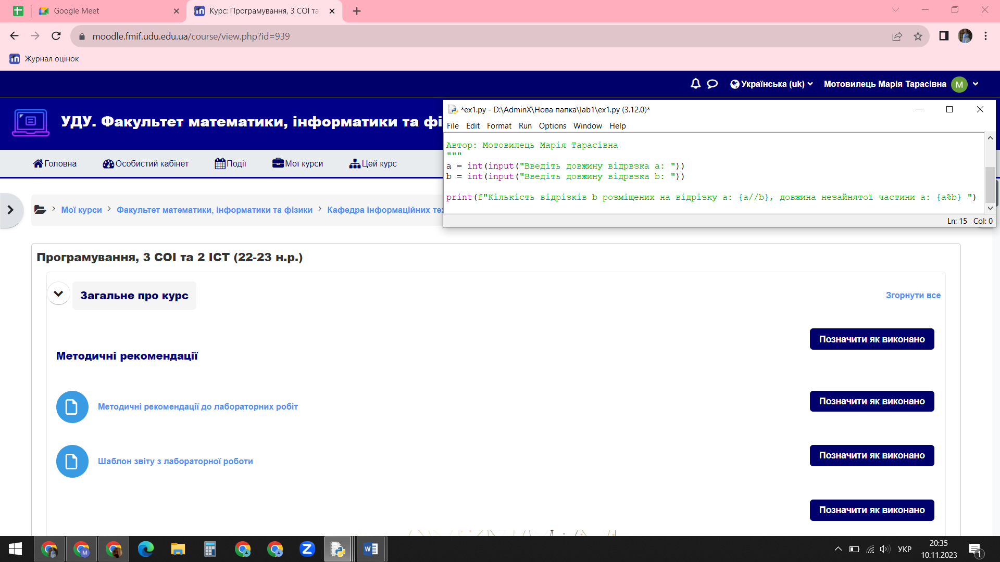 Google Meet
Курс: Програмування, 3 СОІ та
moodle.fmif.udu.edu.ua/course/view.php?id=939
Журнал оцінок
Українська (uk)
Мотовилець Марія Тарасівна
М
УДУ. Факультет математики, інформатики та фі
*ex1.py - D:\AdminX\Нова папка\lab1\ex1.py (3.12.0)*
File Edit Format Run Options Window Help
Автор: Мотовилець Марія Тарасівна
"""
a = int(input("Введіть довжину відрвзка a: "))
b = int(input("Введіть довжину відрвзка b: "))
print(f"Кількість відрізків b розміщених на відрізку a: {a//b}, довжина незайнятої частини a: {a%b} ")
Ln: 15 Col: 0
Головна
Особистий кабінет
Події
Мої курси
Цей курс
Мої курси
Факультет математики, інформатики та фізики
Кафедра інформаційних те
Програмування, 3 СОІ та 2 ІСТ (22-23 н.р.)
Загальне про курс
Згорнути все
Позначити як виконано
Методичні рекомендації
Методичні рекомендації до лабораторних робіт
Позначити як виконано
Шаблон звіту з лабораторної роботи
Позначити як виконано
Позначити як виконано
УКР
20:35
10.11.2023
1